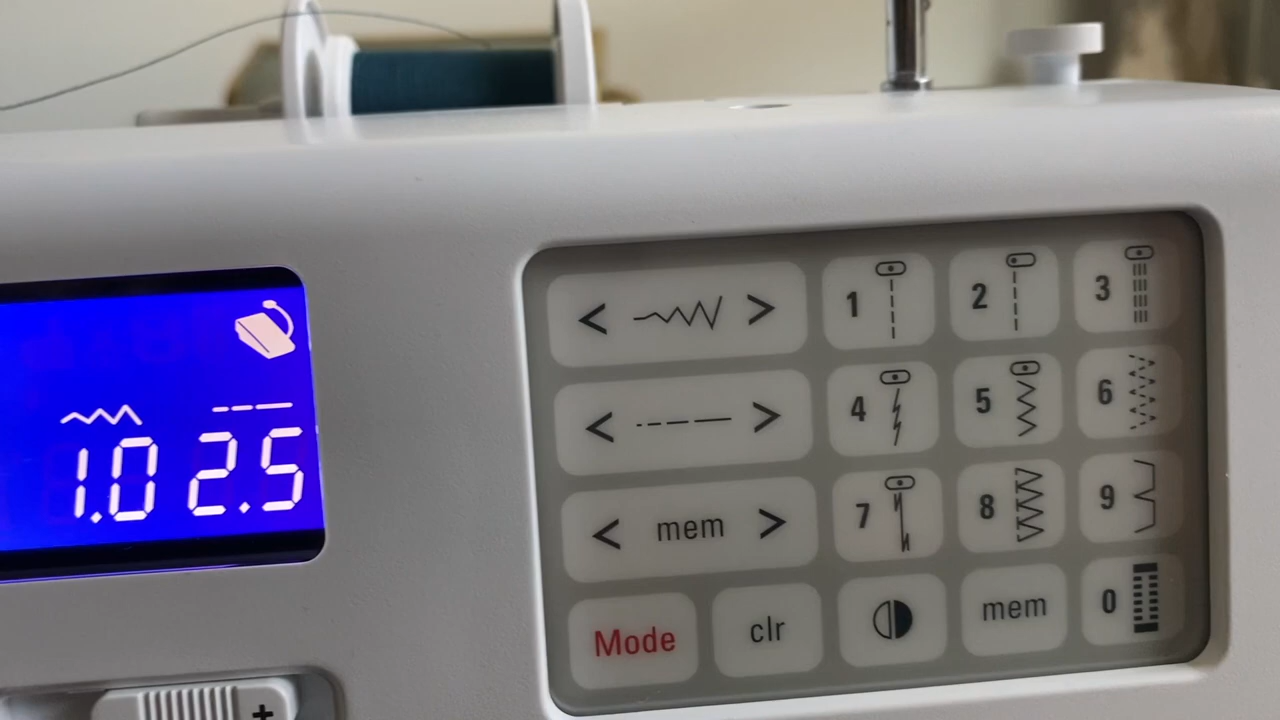 1.0 2.5
< > 1 2 3
< > 4 5 6
< mem > 7 8 9
Mode clr mem 0
+